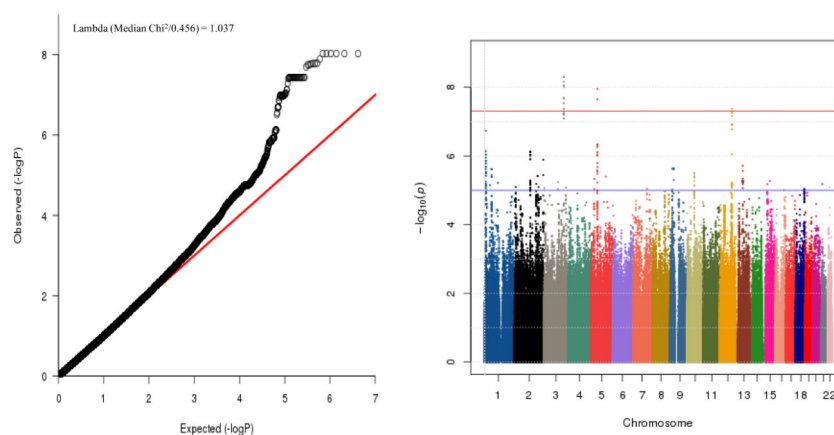 Lambda (Median Chi²/0.456) = 1.037
8
6
4
2
0
Observed (-logP)
0 1 2 3 4 5 6 7
Expected (-logP)
8
6
4
2
0
−log₁₀(p)
1 2 3 4 5 6 7 8 9 11 13 15 18 22
Chromosome